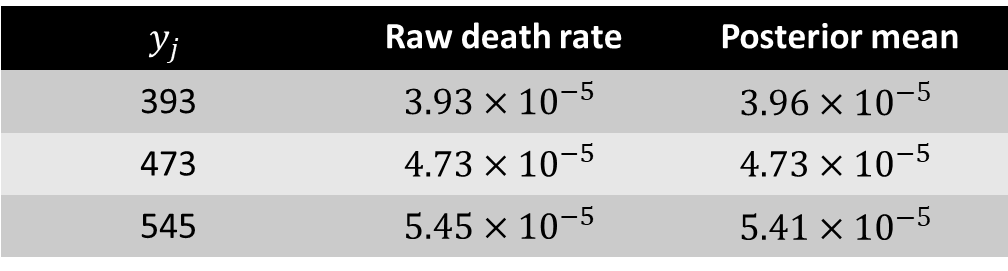 𝑦𝑗 Raw death rate Posterior mean
393 3.93 × 10⁻⁵ 3.96 × 10⁻⁵
473 4.73 × 10⁻⁵ 4.73 × 10⁻⁵
545 5.45 × 10⁻⁵ 5.41 × 10⁻⁵